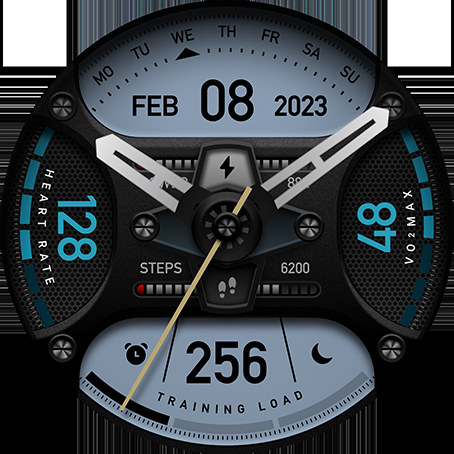 MO TU WE TH FR SA SU
FEB 08 2023
HEART RATE
128
48
VO2MAX
STEPS 6200
256
TRAINING LOAD